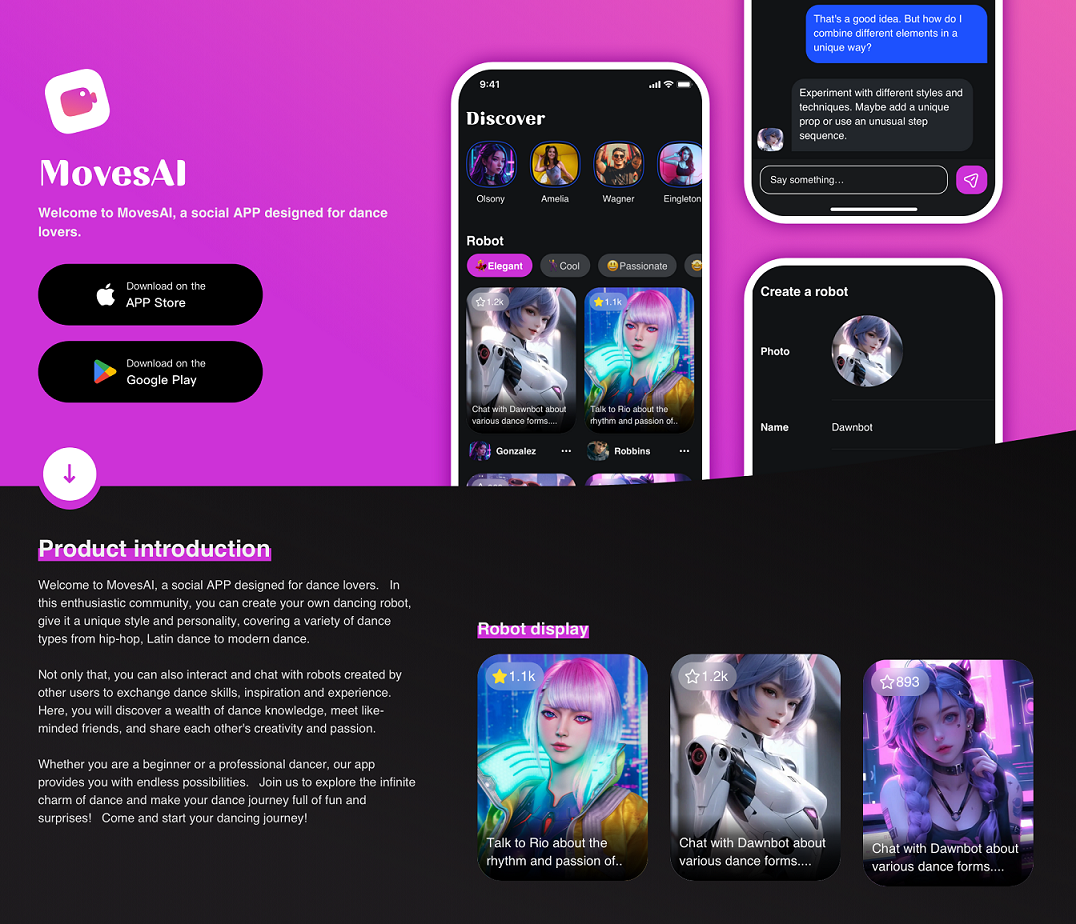 MovesAI
Welcome to MovesAI, a social APP designed for dance
lovers.
Download on the
APP Store
Download on the
Google Play
9:41
Discover
Olsony
Amelia
Wagner
Eingleton
Robot
Elegant
Cool
Passionate
1.2k
Chat with Dawnbot about
various dance forms....
1.1k
Talk to Rio about the
rhythm and passion of..
Gonzalez
Robbins
That's a good idea. But how do I
combine different elements in a
unique way?
Experiment with different styles and
techniques. Maybe add a unique
prop or use an unusual step
sequence.
Say something...
Create a robot
Photo
Name
Dawnbot
Product introduction
Welcome to MovesAI, a social APP designed for dance lovers.   In
this enthusiastic community, you can create your own dancing robot,
give it a unique style and personality, covering a variety of dance
types from hip-hop, Latin dance to modern dance.
Not only that, you can also interact and chat with robots created by
other users to exchange dance skills, inspiration and experience.
Here, you will discover a wealth of dance knowledge, meet like-
minded friends, and share each other's creativity and passion.
Whether you are a beginner or a professional dancer, our app
provides you with endless possibilities.   Join us to explore the infinite
charm of dance and make your dance journey full of fun and
surprises!   Come and start your dancing journey!
Robot display
1.1k
Talk to Rio about the
rhythm and passion of..
1.2k
Chat with Dawnbot about
various dance forms....
893
Chat with Dawnbot about
various dance forms....